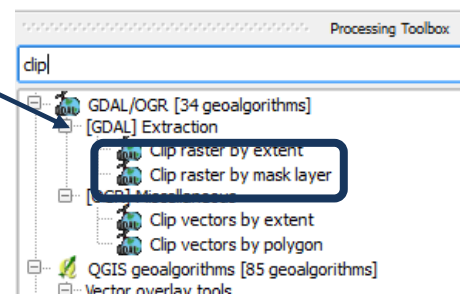 Processing Toolbox
clip
GDAL/OGR [34 geoalgorithms]
[GDAL] Extraction
Clip raster by extent
Clip raster by mask layer
[OGR] Miscellaneous
Clip vectors by extent
Clip vectors by polygon
QGIS geoalgorithms [85 geoalgorithms]
Vector overlay tools